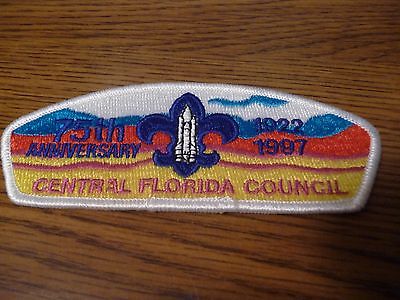 75th 1922
ANNIVERSARY 1997
CENTRAL FLORIDA COUNCIL